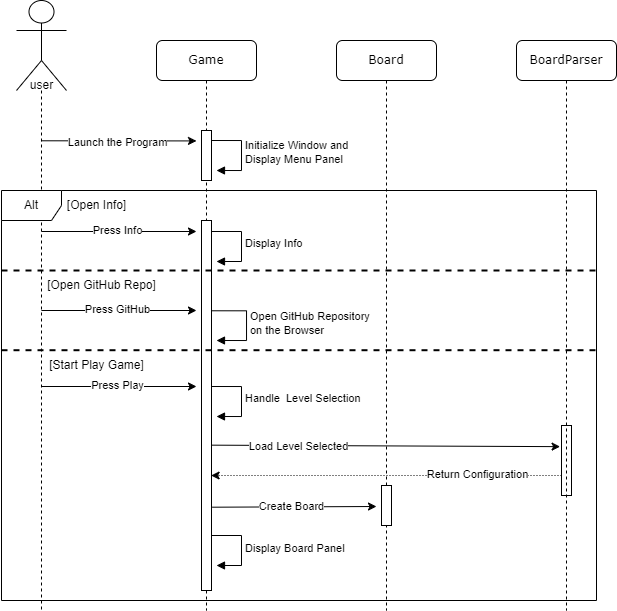 user
Game
Board
BoardParser
Launch the Program
Initialize Window and
Display Menu Panel
Alt
[Open Info]
Press Info
Display Info
[Open GitHub Repo]
Press GitHub
Open GitHub Repository
on the Browser
[Start Play Game]
Press Play
Handle Level Selection
Load Level Selected
Return Configuration
Create Board
Display Board Panel